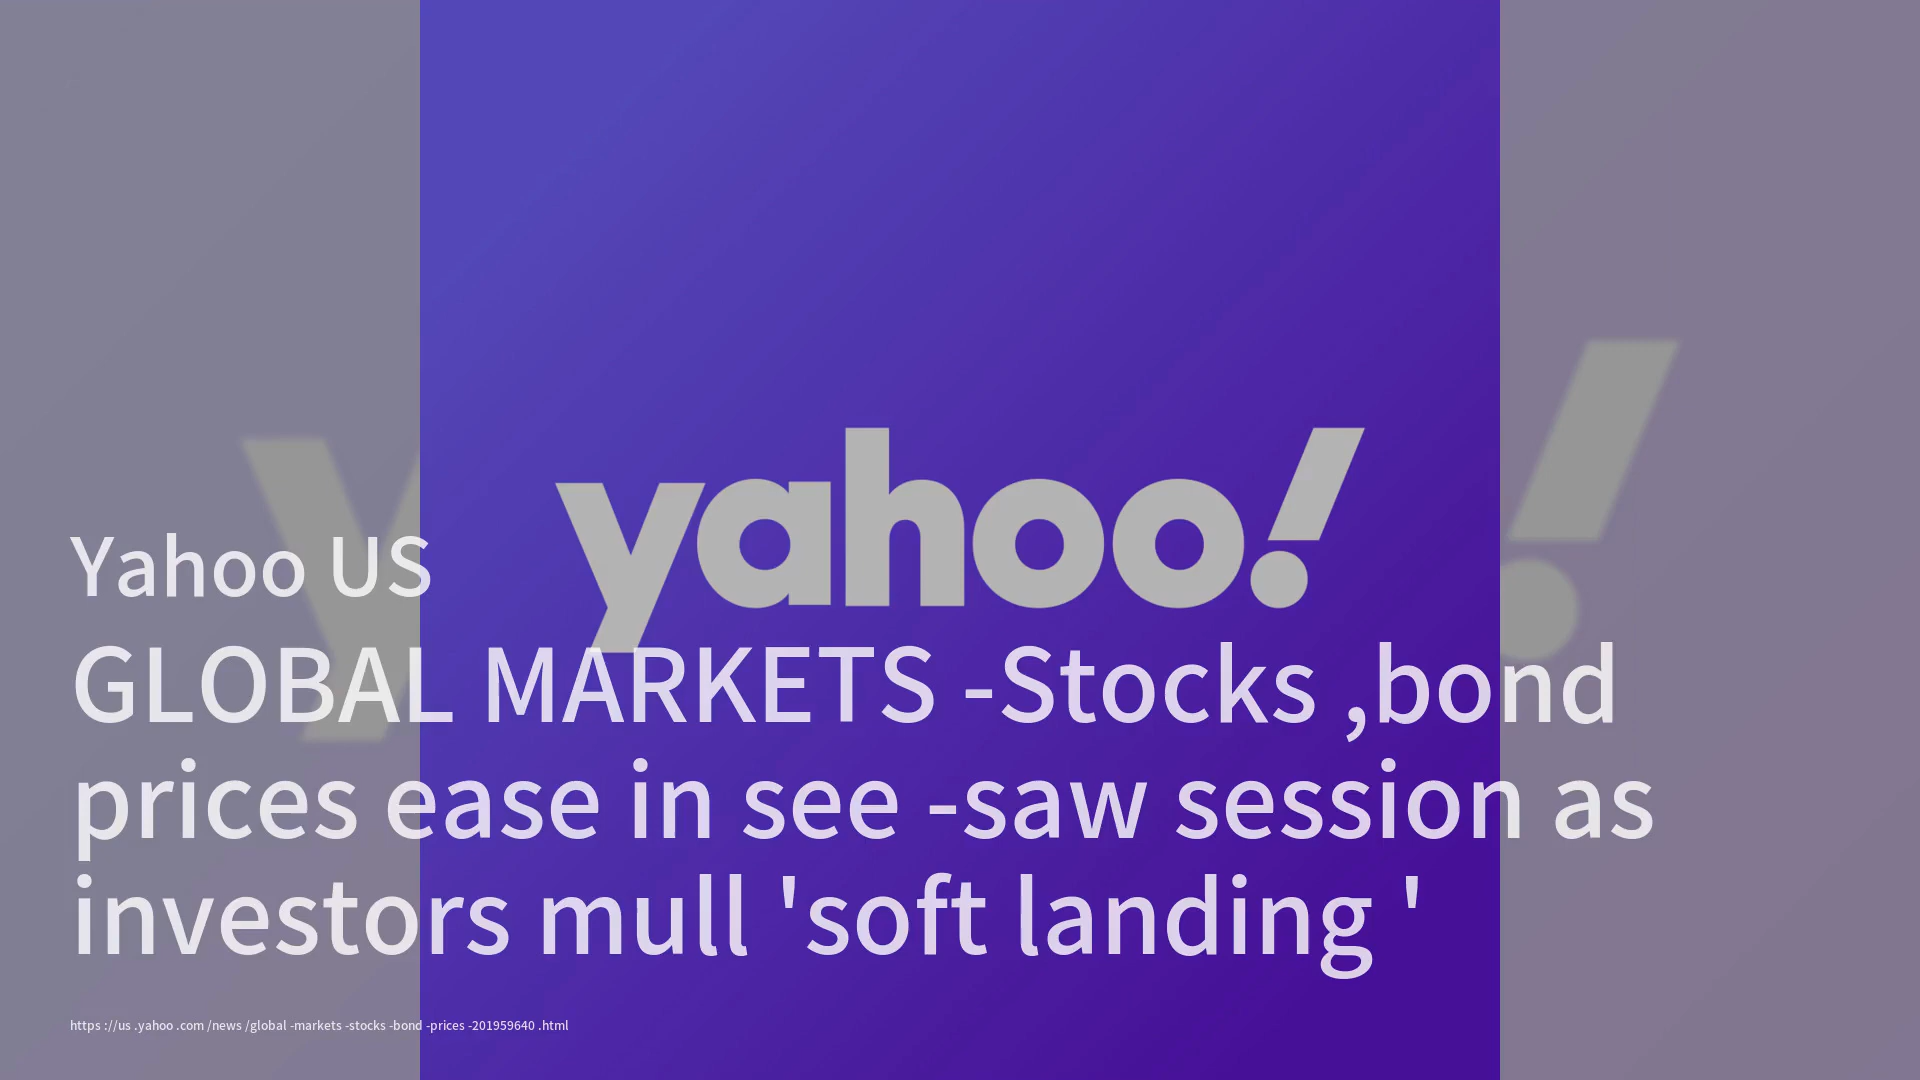 yahoo!
Yahoo US
GLOBAL MARKETS -Stocks ,bond
prices ease in see -saw session as
investors mull 'soft landing '
https ://us .yahoo .com /news /global -markets -stocks -bond -prices -201959640 .html